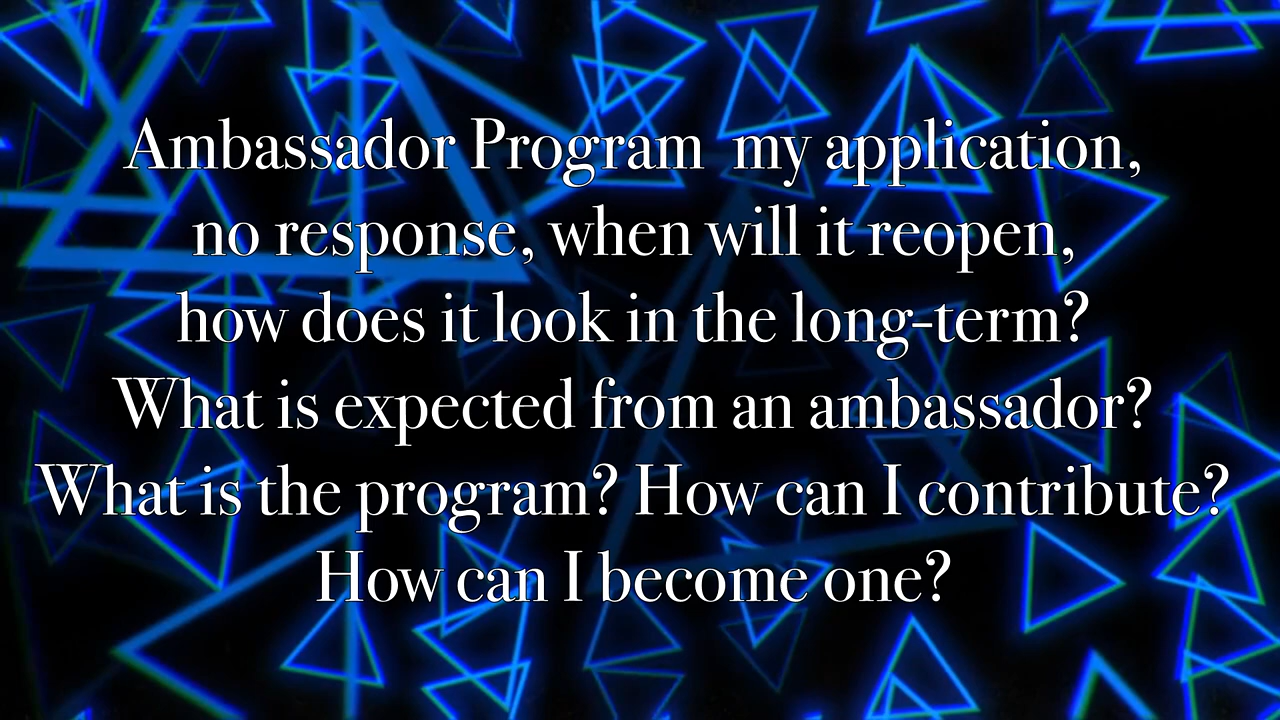 Ambassador Program my application,
no response, when will it reopen,
how does it look in the long-term?
What is expected from an ambassador?
What is the program? How can I contribute?
How can I become one?